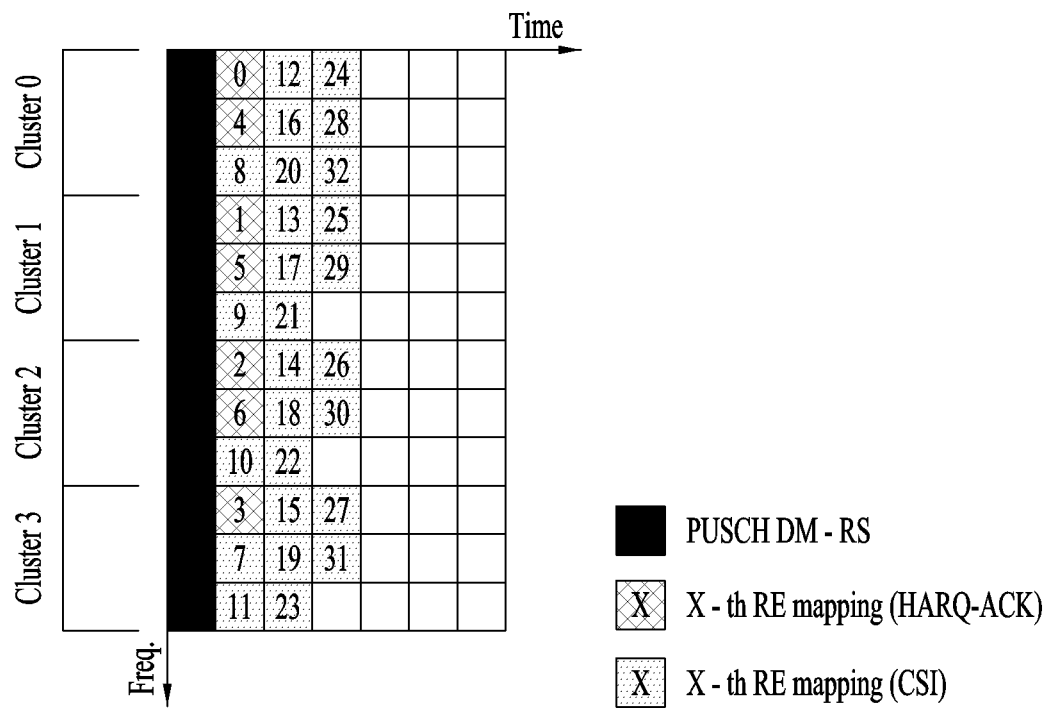 Time
Cluster 0
Cluster 1
Cluster 2
Cluster 3
0 12 24
4 16 28
8 20 32
1 13 25
5 17 29
9 21
2 14 26
6 18 30
10 22
3 15 27
7 19 31
11 23
Freq.
PUSCH DM - RS
X X - th RE mapping (HARQ-ACK)
X X - th RE mapping (CSI)